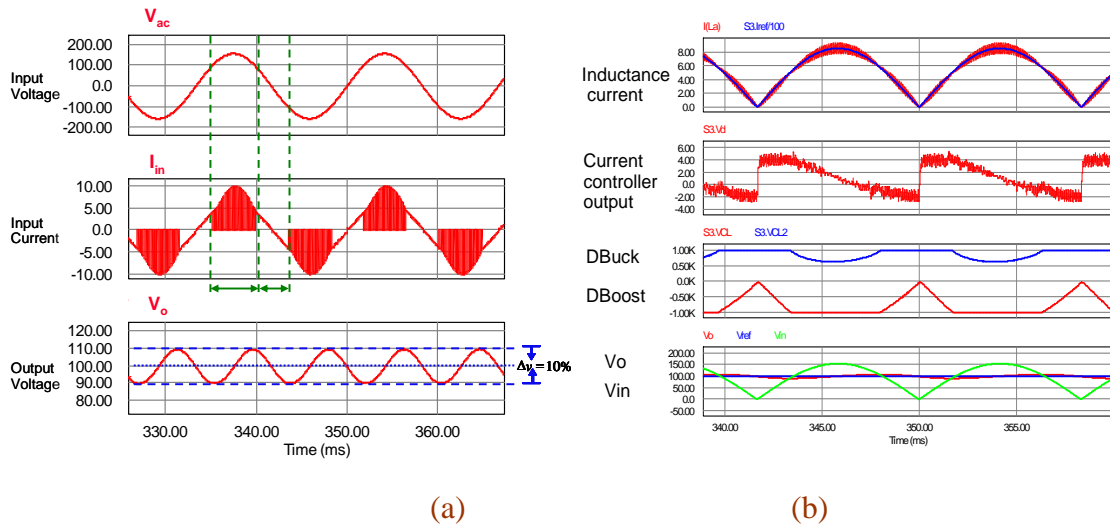 V_ac
200.00
100.00
0.0
-100.00
-200.00
Input
Voltage
I_in
10.00
5.00
0.0
-5.00
-10.00
Input
Current
V_o
120.00
110.00
100.00
90.00
80.00
Output
Voltage
Δv_o=10%
330.00 340.00 350.00 360.00
Time (ms)
(a)
I(La) S3.Iref/100
8.00
6.00
4.00
2.00
0.0
Inductance
current
S3.Vd
6.00
4.00
2.00
0.0
-2.00
-4.00
Current
controller
output
S3.VCL S3.VCL2
1.00K
0.50K
0.0K
-0.50K
-1.00K
DBuck
DBoost
Vo Vref Vin
200.00
150.00
100.00
50.00
0.0
-50.00
Vo
Vin
340.00 345.00 350.00 355.00
Time (ms)
(b)